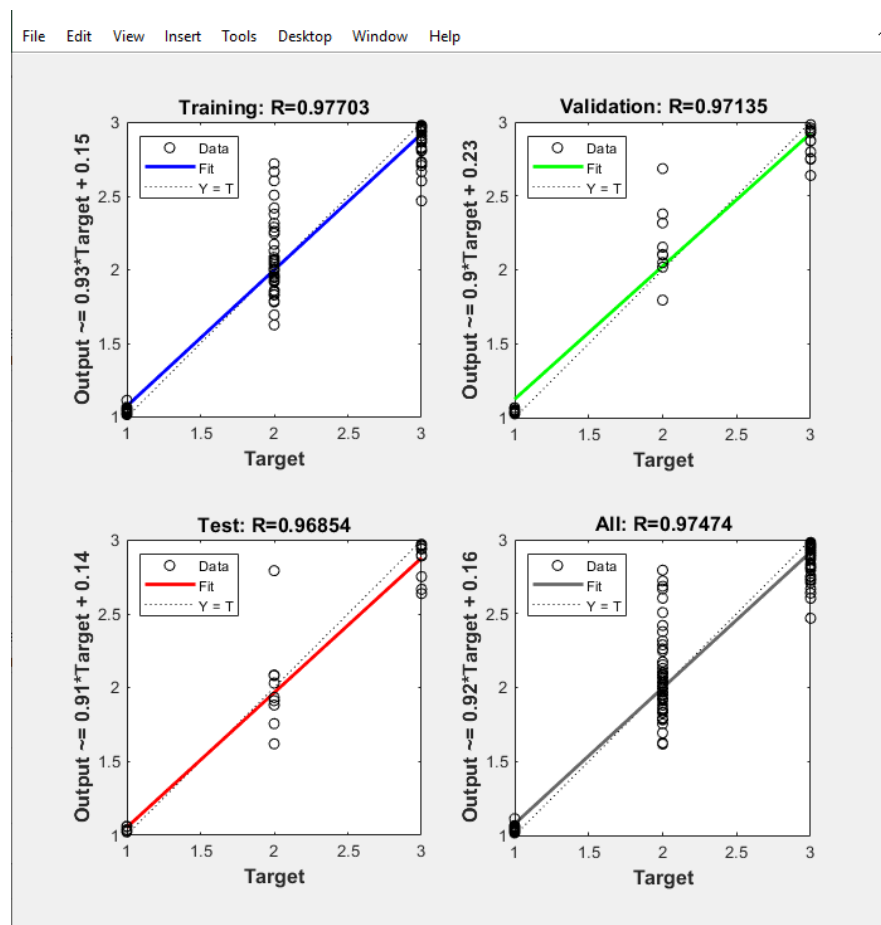 File Edit View Insert Tools Desktop Window Help
Training: R=0.97703
Output ~= 0.93*Target + 0.15
3
2.5
2
1.5
1
Data
Fit
Y = T
1 1.5 2 2.5 3
Target
Validation: R=0.97135
Output ~= 0.9*Target + 0.23
3
2.5
2
1.5
1
Data
Fit
Y = T
1 1.5 2 2.5 3
Target
Test: R=0.96854
Output ~= 0.91*Target + 0.14
3
2.5
2
1.5
1
Data
Fit
Y = T
1 1.5 2 2.5 3
Target
All: R=0.97474
Output ~= 0.92*Target + 0.16
3
2.5
2
1.5
1
Data
Fit
Y = T
1 1.5 2 2.5 3
Target